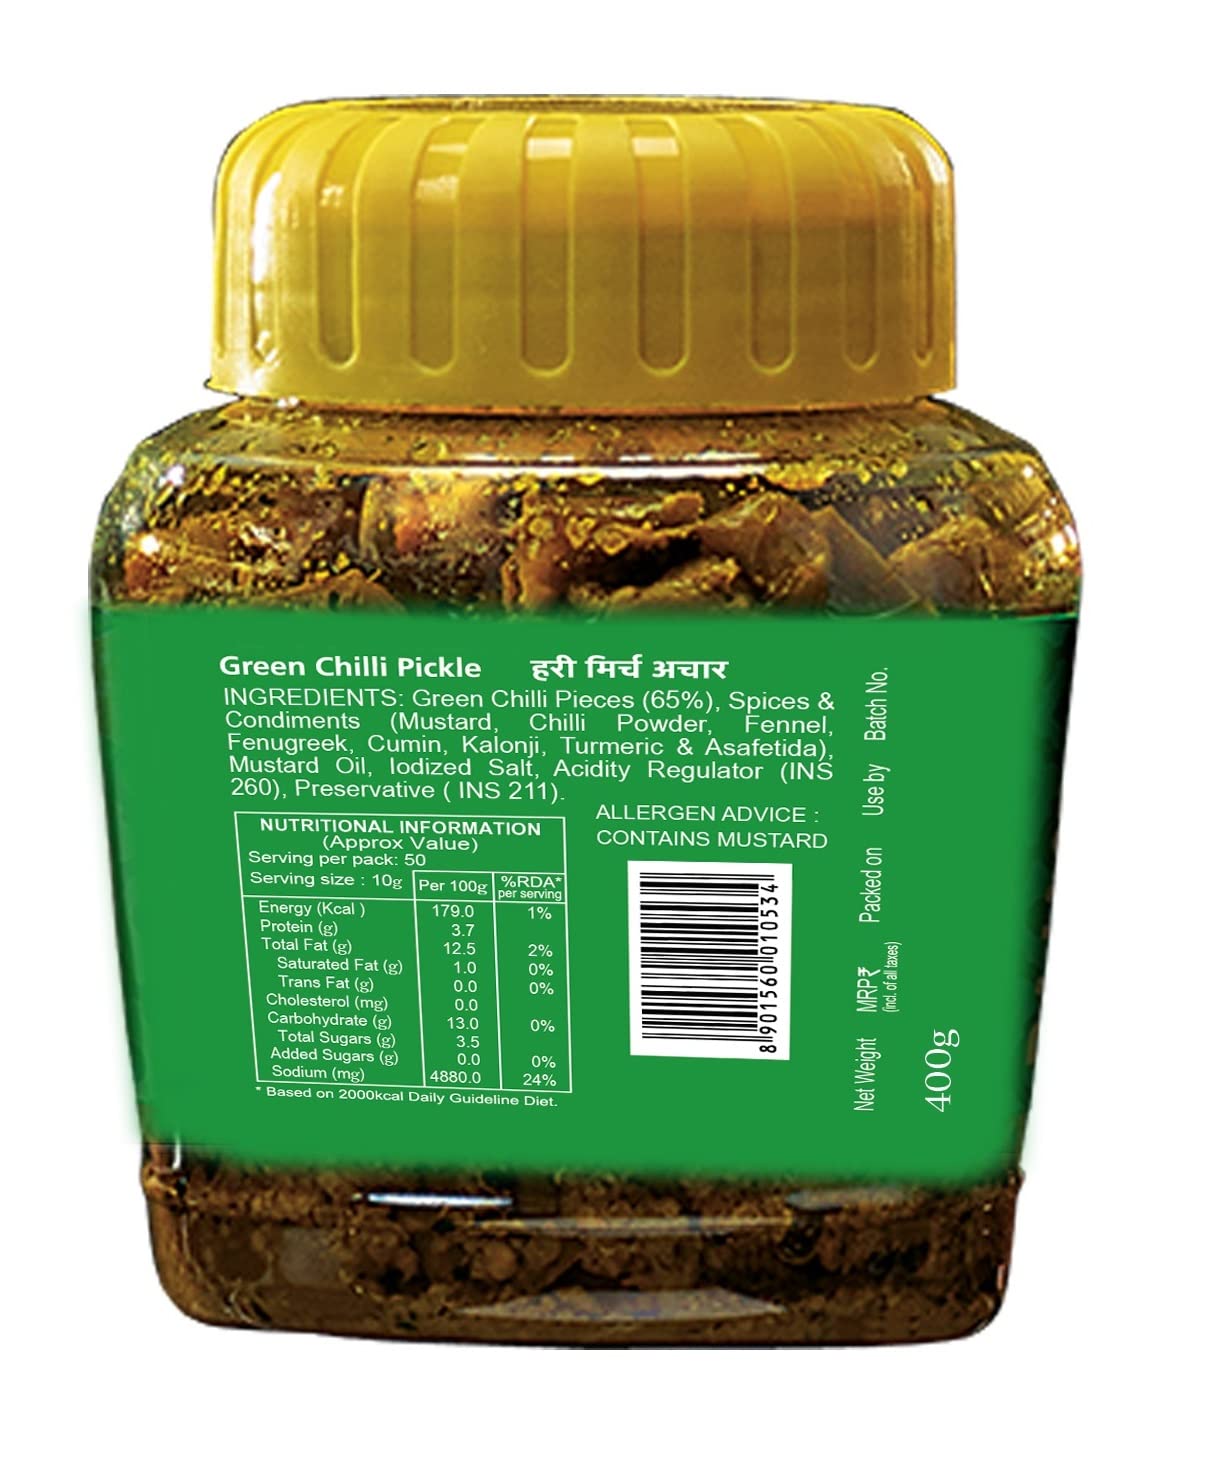 Green Chilli Pickle हरी मिर्च अचार
INGREDIENTS: Green Chilli Pieces (65%), Spices &
Condiments (Mustard, Chilli Powder, Fennel,
Fenugreek, Cumin, Kalonji, Turmeric & Asafetida),
Mustard Oil, Iodized Salt, Acidity Regulator (INS
260), Preservative ( INS 211).
NUTRITIONAL INFORMATION
(Approx Value)
Serving per pack: 50
Serving size : 10g Per 100g %RDA*
per serving
Energy (Kcal ) 179.0 1%
Protein (g) 3.7
Total Fat (g) 12.5 2%
Saturated Fat (g) 1.0 0%
Trans Fat (g) 0.0 0%
Cholesterol (mg) 0.0
Carbohydrate (g) 13.0 0%
Total Sugars (g) 3.5
Added Sugars (g) 0.0 0%
Sodium (mg) 4880.0 24%
* Based on 2000kcal Daily Guideline Diet.
ALLERGEN ADVICE :
CONTAINS MUSTARD
8 901560 010534
Net Weight MRP₹ Packed on Use by Batch No.
(incl. of all taxes)
400g